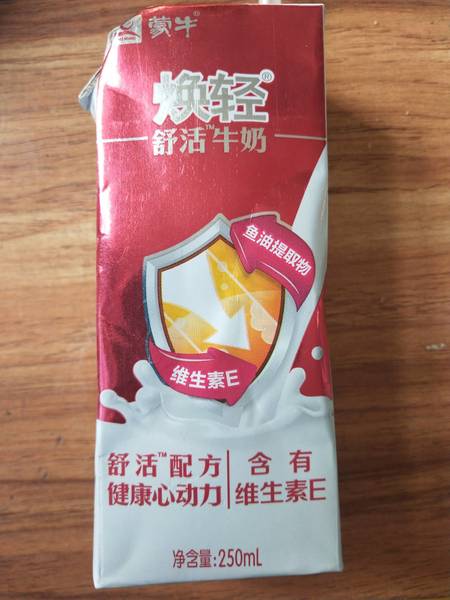 蒙牛®
焕轻®
舒活™牛奶
鱼油提取物
维生素E
舒活™配方
健康心动力
含有
维生素E
净含量:250mL